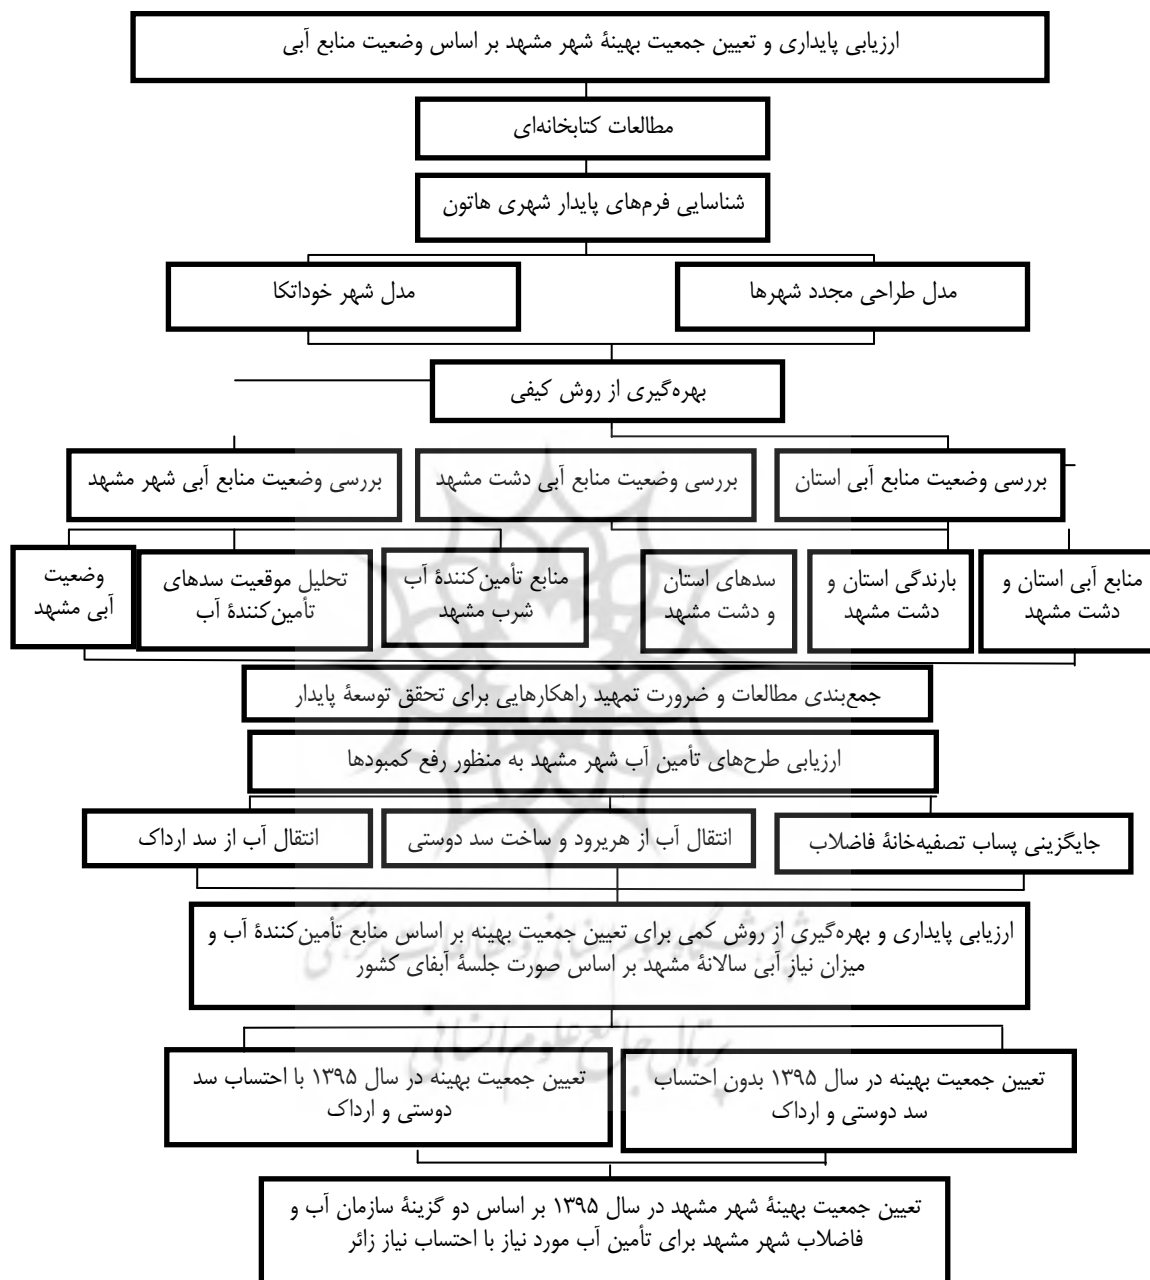 ارزیابی پایداری و تعیین جمعیت بهینهٔ شهر مشهد بر اساس وضعیت منابع آبی
مطالعات کتابخانه‌ای
شناسایی فرم‌های پایدار شهری هاتون
مدل طراحی مجدد شهرها
مدل شهر خوداتکا
بهره‌گیری از روش کیفی
بررسی وضعیت منابع آبی استان
بررسی وضعیت منابع آبی دشت مشهد
بررسی وضعیت منابع آبی شهر مشهد
منابع آبی استان و
دشت مشهد
بارندگی استان و
دشت مشهد
سدهای استان
و دشت مشهد
منابع تأمین‌کنندهٔ آب
شرب مشهد
تحلیل موقعیت سدهای
تأمین‌کنندهٔ آب
وضعیت
آبی مشهد
جمع‌بندی مطالعات و ضرورت تمهید راهکارهایی برای تحقق توسعهٔ پایدار
ارزیابی طرح‌های تأمین آب شهر مشهد به منظور رفع کمبودها
جایگزینی پساب تصفیه‌خانهٔ فاضلاب
انتقال آب از هریرود و ساخت سد دوستی
انتقال آب از سد ارداک
ارزیابی پایداری و بهره‌گیری از روش کمی برای تعیین جمعیت بهینه بر اساس منابع تأمین‌کنندهٔ آب و
میزان نیاز آبی سالانهٔ مشهد بر اساس صورت جلسهٔ آبفای کشور
پژوهشگاه علوم انسانی و مطالعات فرهنگی
پرتال جامع علوم انسانی
تعیین جمعیت بهینه در سال ۱۳۹۵ بدون احتساب
سد دوستی و ارداک
تعیین جمعیت بهینه در سال ۱۳۹۵ با احتساب سد
دوستی و ارداک
تعیین جمعیت بهینهٔ شهر مشهد در سال ۱۳۹۵ بر اساس دو گزینهٔ سازمان آب و
فاضلاب شهر مشهد برای تأمین آب مورد نیاز با احتساب نیاز زائر